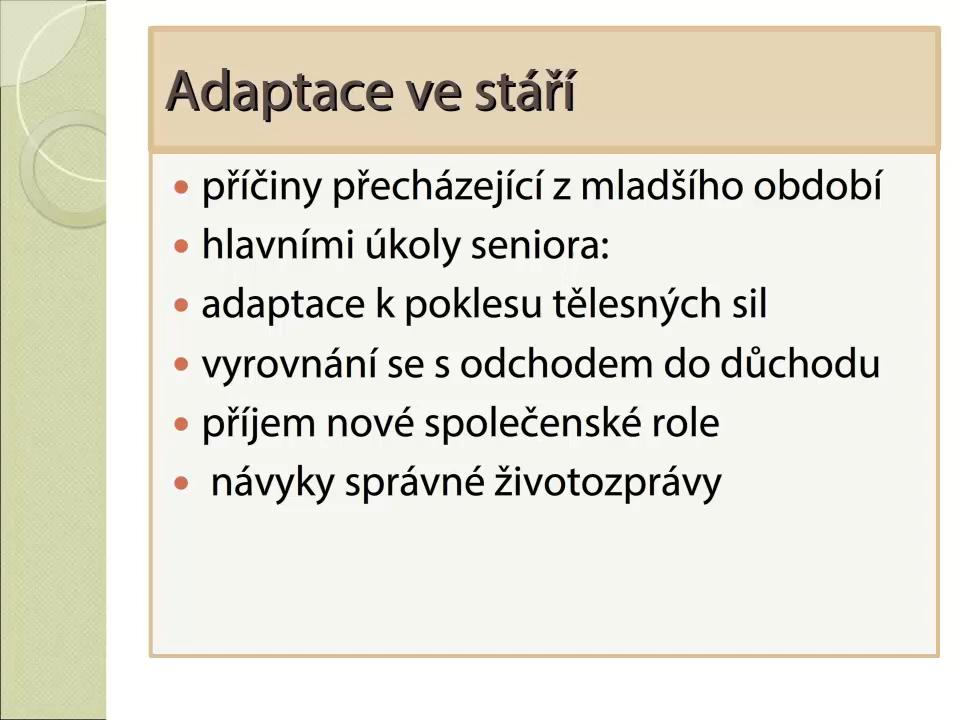 Adaptace ve stáří
• příčiny přecházející z mladšího období
• hlavními úkoly seniora:
• adaptace k poklesu tělesných sil
• vyrovnání se s odchodem do důchodu
• příjem nové společenské role
• návyky správné životozprávy